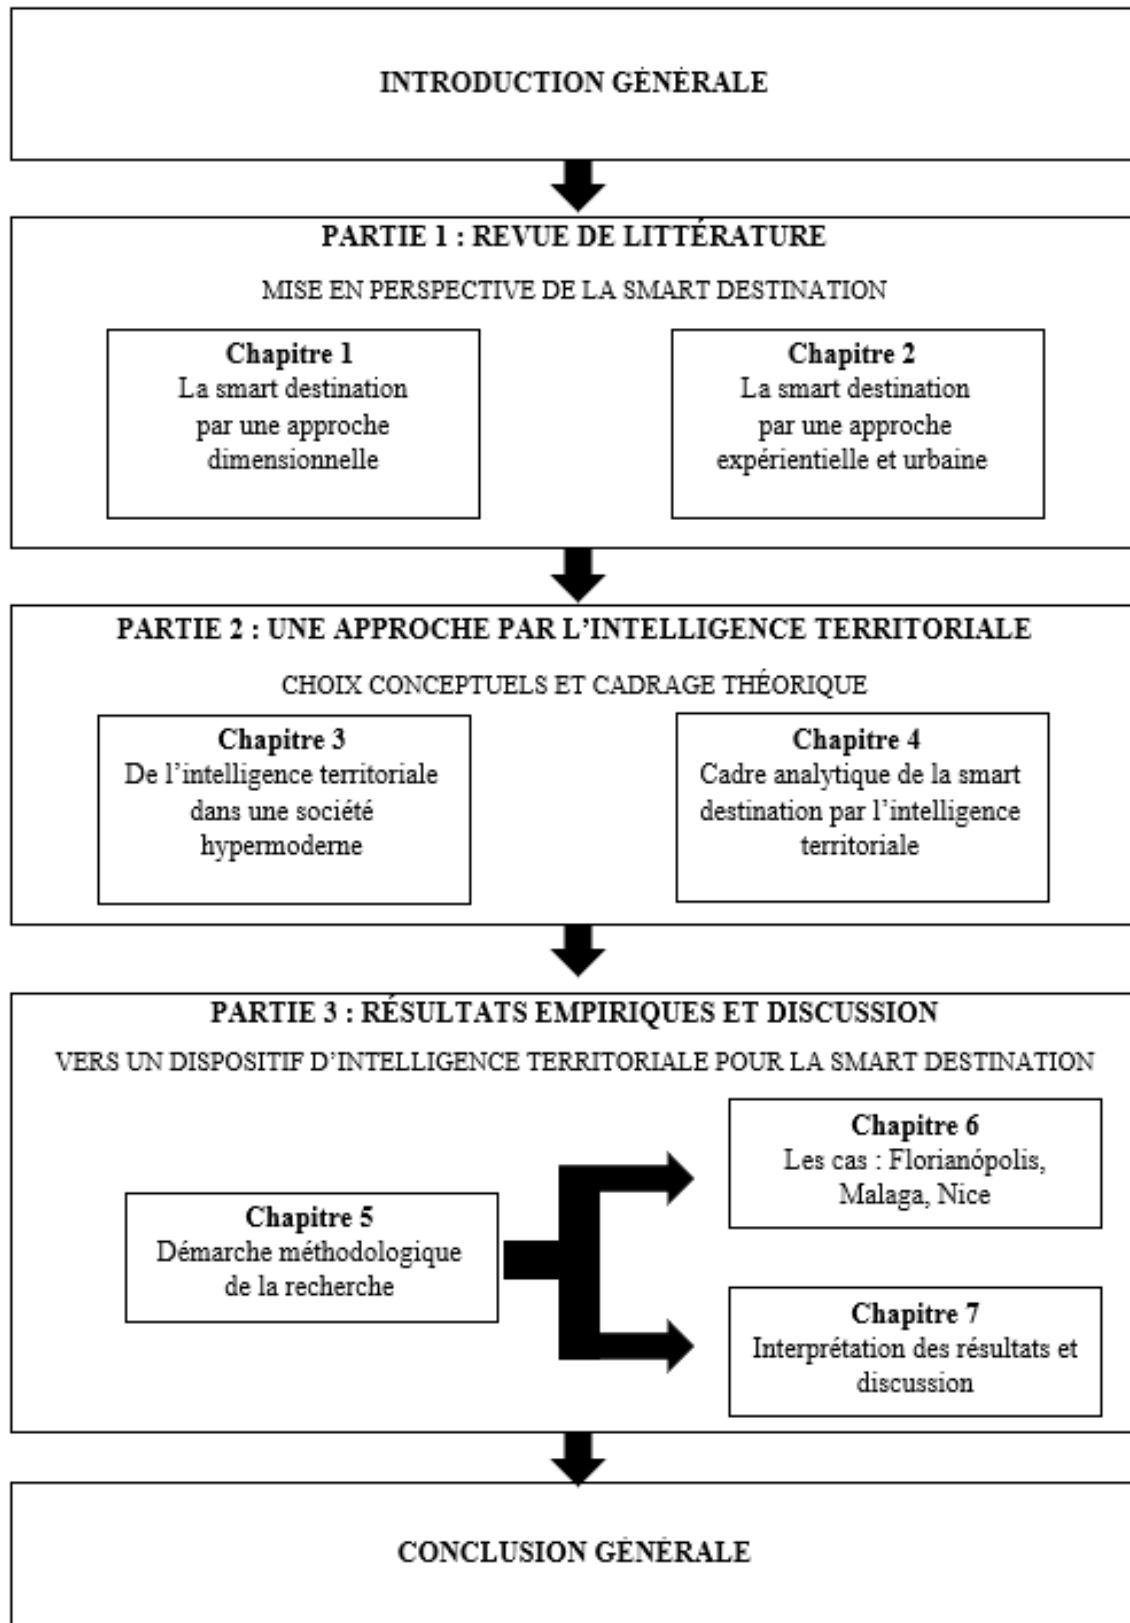 INTRODUCTION GÉNÉRALE
PARTIE 1 : REVUE DE LITTÉRATURE
MISE EN PERSPECTIVE DE LA SMART DESTINATION
Chapitre 1
La smart destination
par une approche
dimensionnelle
Chapitre 2
La smart destination
par une approche
expérientielle et urbaine
PARTIE 2 : UNE APPROCHE PAR L’INTELLIGENCE TERRITORIALE
CHOIX CONCEPTUELS ET CADRAGE THÉORIQUE
Chapitre 3
De l’intelligence territoriale
dans une société
hypermoderne
Chapitre 4
Cadre analytique de la smart
destination par l’intelligence
territoriale
PARTIE 3 : RÉSULTATS EMPIRIQUES ET DISCUSSION
VERS UN DISPOSITIF D’INTELLIGENCE TERRITORIALE POUR LA SMART DESTINATION
Chapitre 5
Démarche méthodologique
de la recherche
Chapitre 6
Les cas : Florianópolis,
Malaga, Nice
Chapitre 7
Interprétation des résultats et
discussion
CONCLUSION GÉNÉRALE